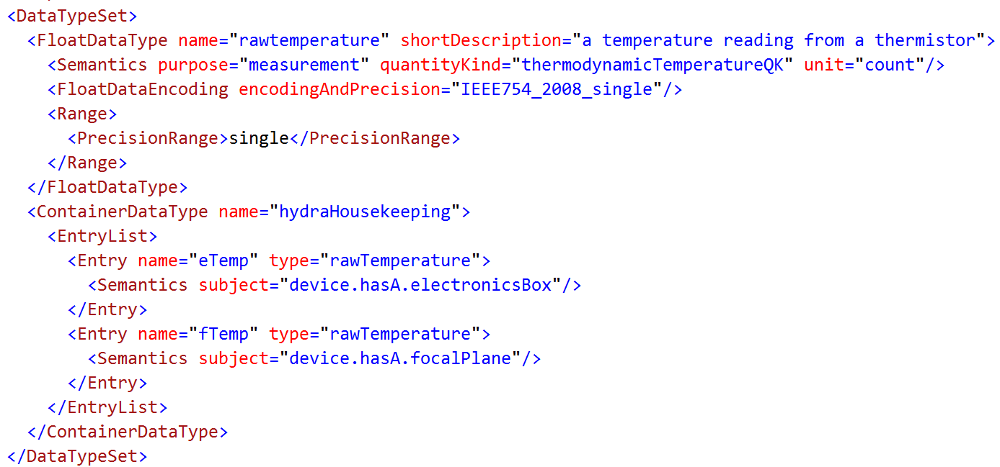 <DataTypeSet>
  <FloatDataType name="rawtemperature" shortDescription="a temperature reading from a thermistor">
    <Semantics purpose="measurement" quantityKind="thermodynamicTemperatureQK" unit="count"/>
    <FloatDataEncoding encodingAndPrecision="IEEE754_2008_single"/>
    <Range>
      <PrecisionRange>single</PrecisionRange>
    </Range>
  </FloatDataType>
  <ContainerDataType name="hydraHousekeeping">
    <EntryList>
      <Entry name="eTemp" type="rawTemperature">
        <Semantics subject="device.hasA.electronicsBox"/>
      </Entry>
      <Entry name="fTemp" type="rawTemperature">
        <Semantics subject="device.hasA.focalPlane"/>
      </Entry>
    </EntryList>
  </ContainerDataType>
</DataTypeSet>